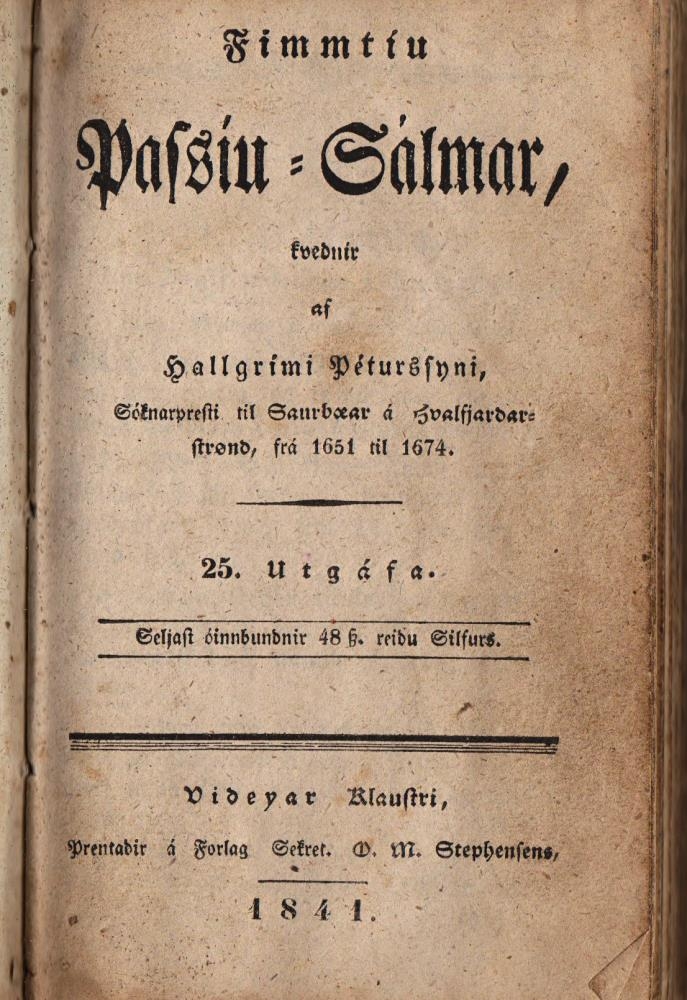 Fimmtíu
Passíu-Sálmar,
kvednir
af
Hallgrími Péturssyni,
Sóknarpresti til Saurbæar á Hvalfjardar-
strønd, frá 1651 til 1674.
25. Utgáfa.
Seljast óinnbundnir 48 ß. reidu Silfurs.
Videyar Klaustri,
Prentadir á Forlag Sekret. O. M. Stephensens,
1841.